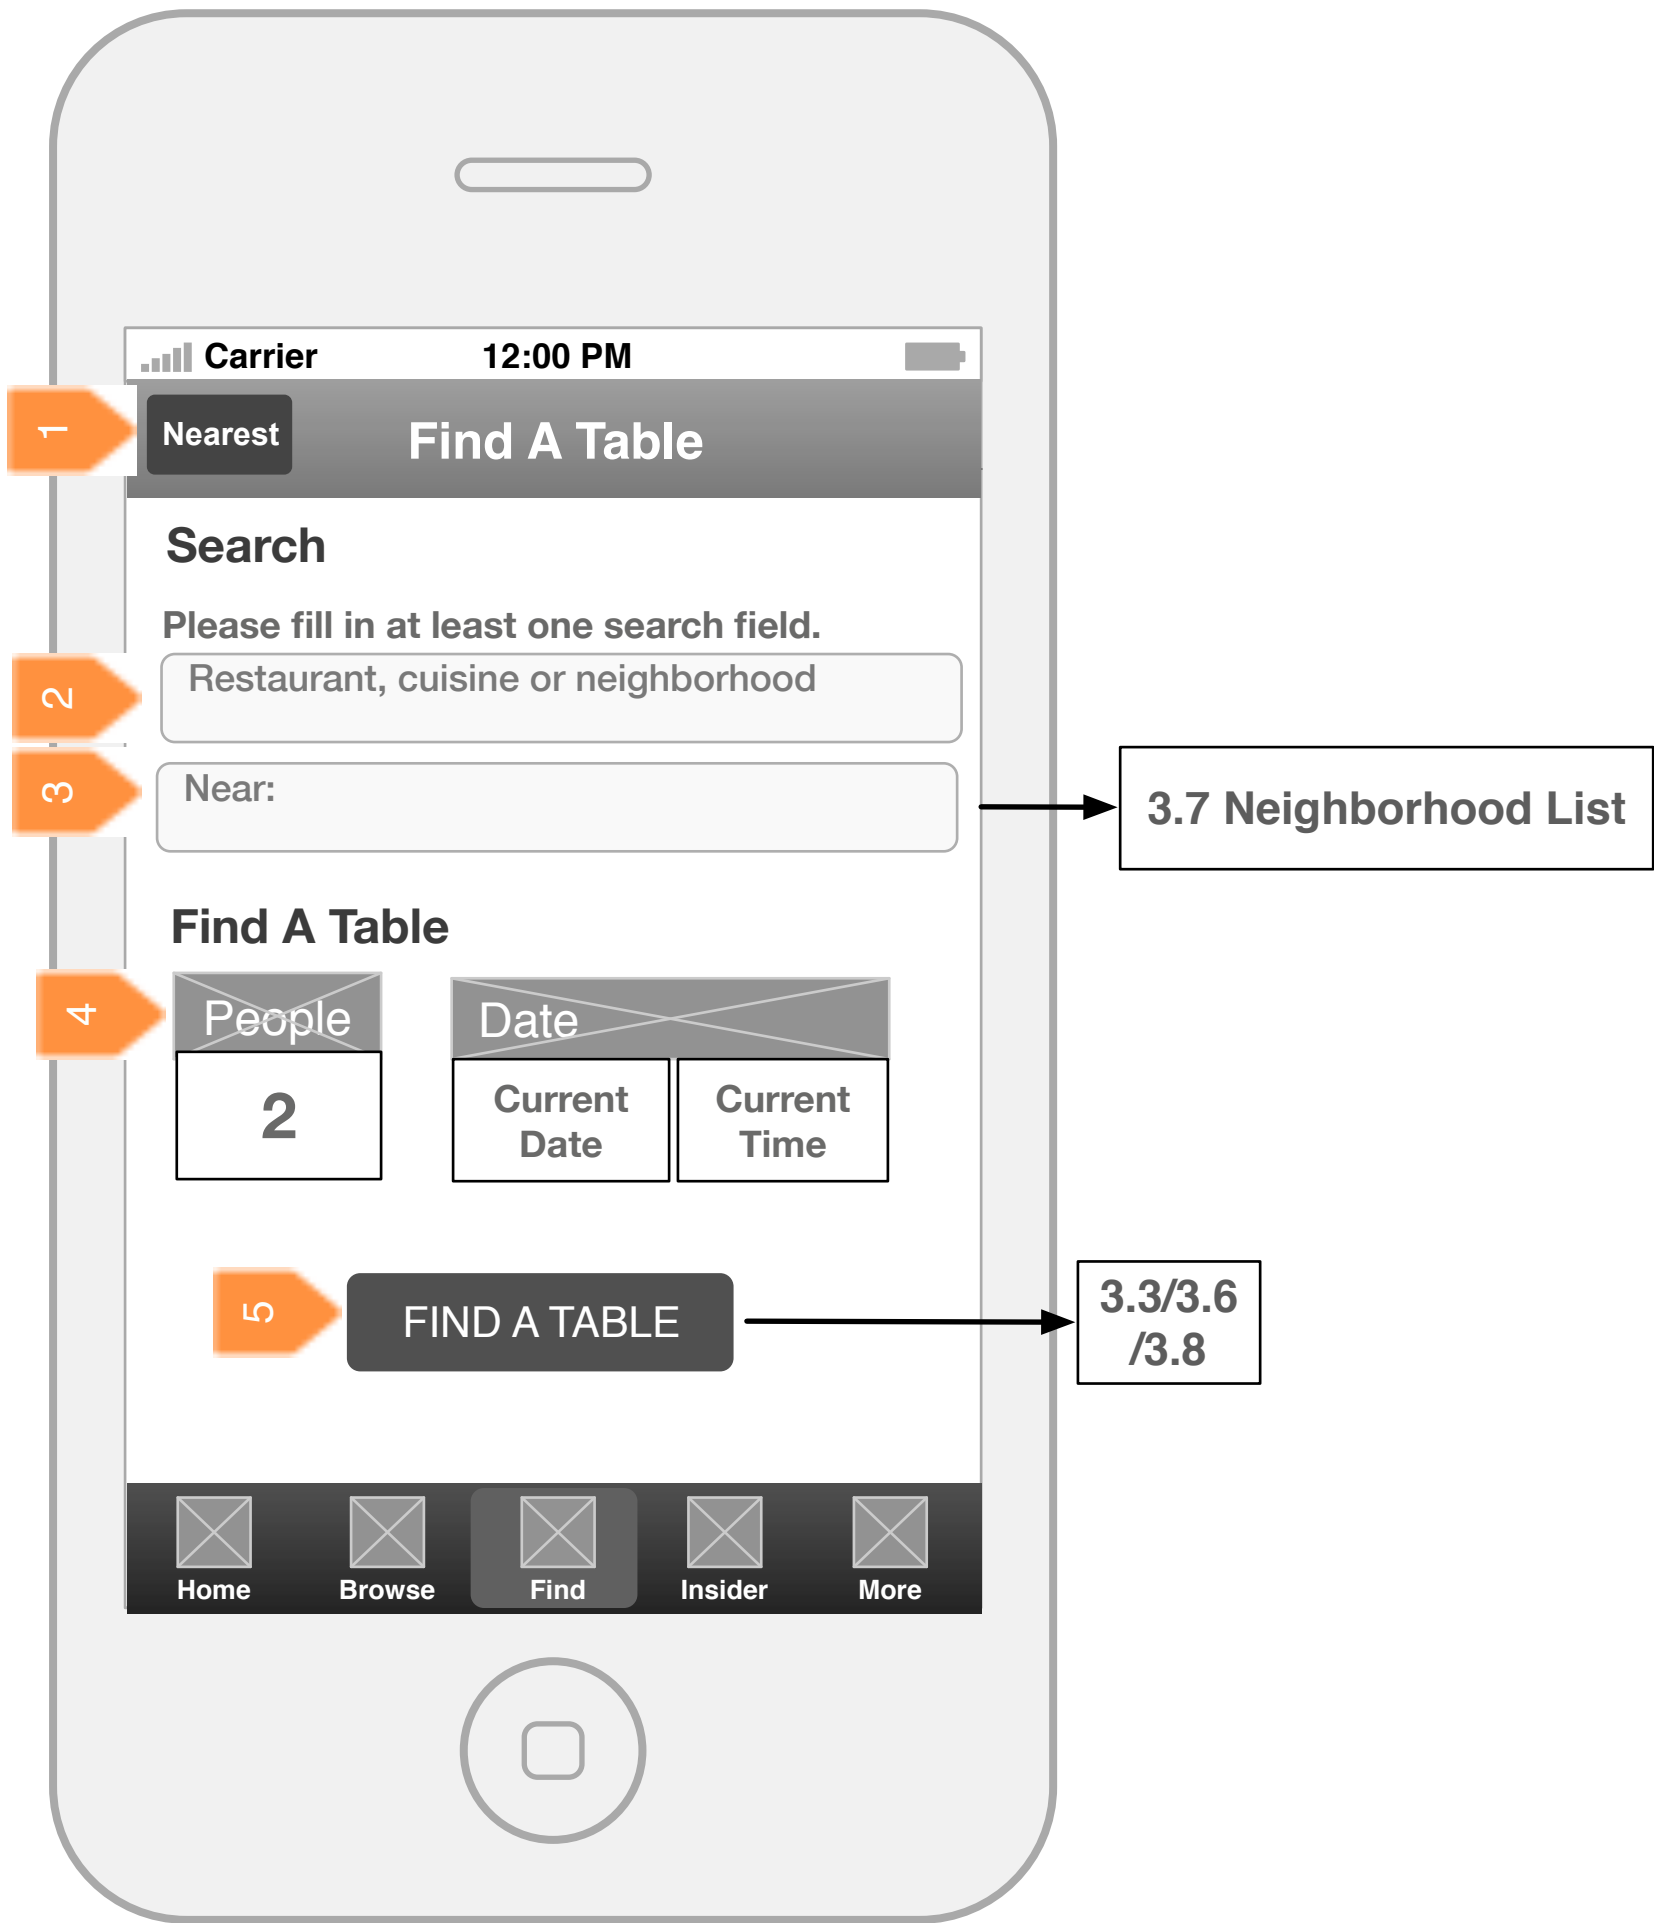 Carrier 12:00 PM
1
Nearest Find A Table
Search
Please fill in at least one search field.
2
Restaurant, cuisine or neighborhood
3
Near:
3.7 Neighborhood List
Find A Table
4
People Date
2
Current
Date
Current
Time
5
FIND A TABLE
3.3/3.6
/3.8
Home Browse Find Insider More